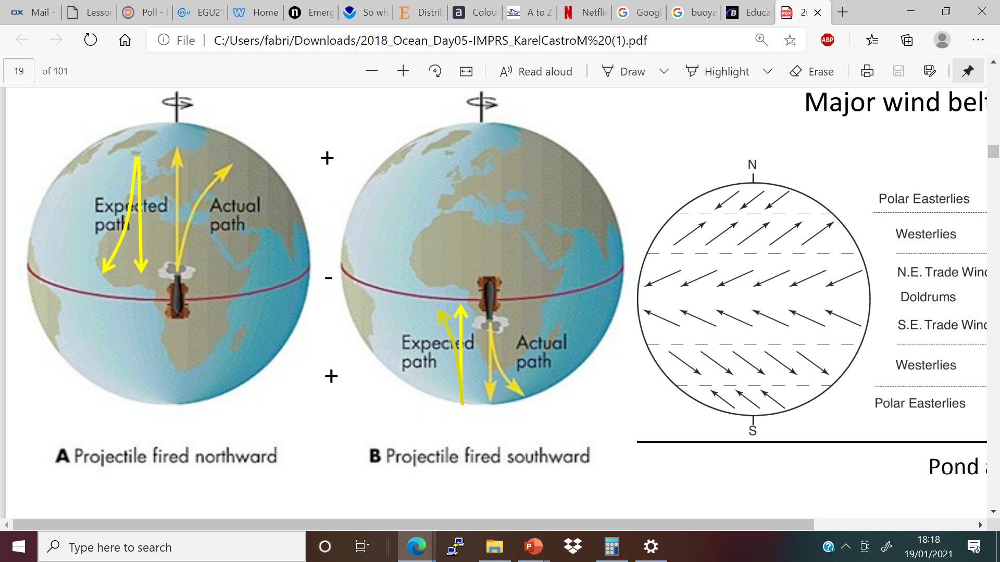 Mail -
Lessor
Poll - F
EGU21
Home
Emerg
So wh
Distrib
Colou
A to Z
Netflix
Googl
buoya
Educa
20
File
C:/Users/fabri/Downloads/2018_Ocean_Day05-IMPRS_KarelCastroM%20(1).pdf
ABP
19 of 101
Read aloud
Draw
Highlight
Erase
Major wind belt
+
-
+
Expected
path
Actual
path
Expected
path
Actual
path
A Projectile fired northward
B Projectile fired southward
N
Polar Easterlies
Westerlies
N.E. Trade Winc
Doldrums
S.E. Trade Winc
Westerlies
Polar Easterlies
S
Pond
Type here to search
18:18
19/01/2021